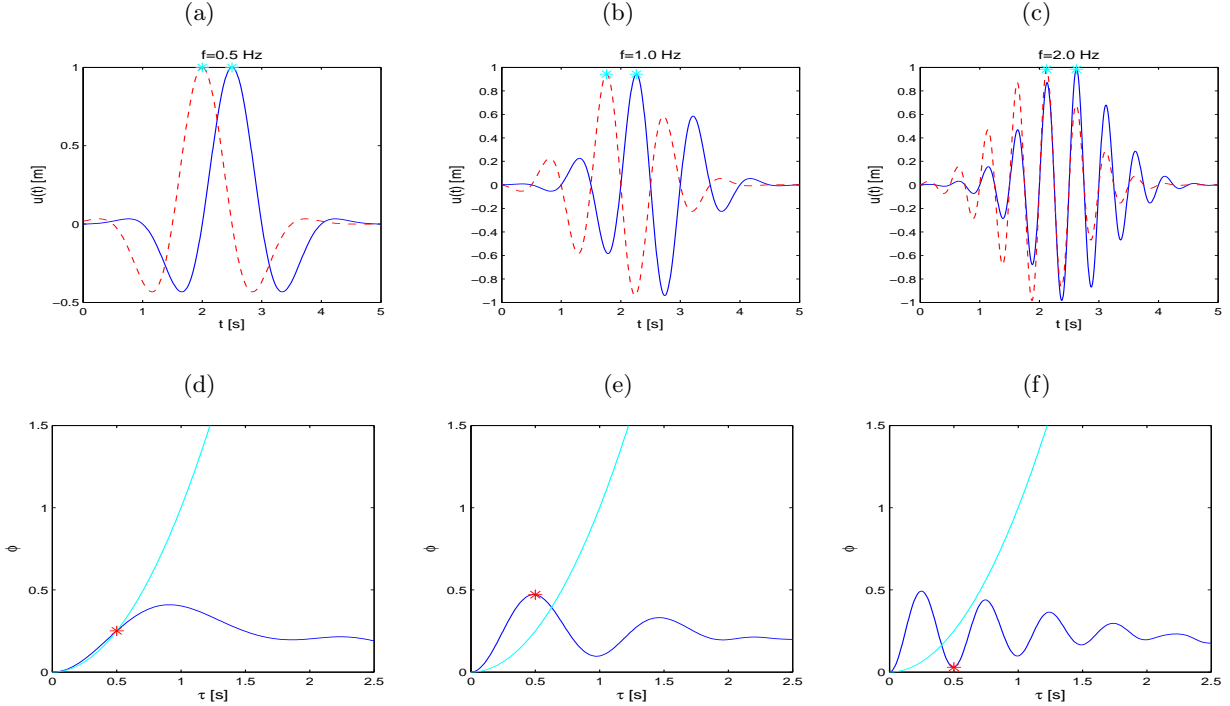 (a)
f=0.5 Hz
1
0.5
0
−0.5
0 1 2 3 4 5
u(t) [m]
t [s]
(b)
f=1.0 Hz
1
0.8
0.6
0.4
0.2
0
−0.2
−0.4
−0.6
−0.8
−1
0 1 2 3 4 5
u(t) [m]
t [s]
(c)
f=2.0 Hz
1
0.8
0.6
0.4
0.2
0
−0.2
−0.4
−0.6
−0.8
−1
0 1 2 3 4 5
u(t) [m]
t [s]
(d)
1.5
1
0.5
0
0 0.5 1 1.5 2 2.5
ϕ
τ [s]
(e)
1.5
1
0.5
0
0 0.5 1 1.5 2 2.5
ϕ
τ [s]
(f)
1.5
1
0.5
0
0 0.5 1 1.5 2 2.5
ϕ
τ [s]